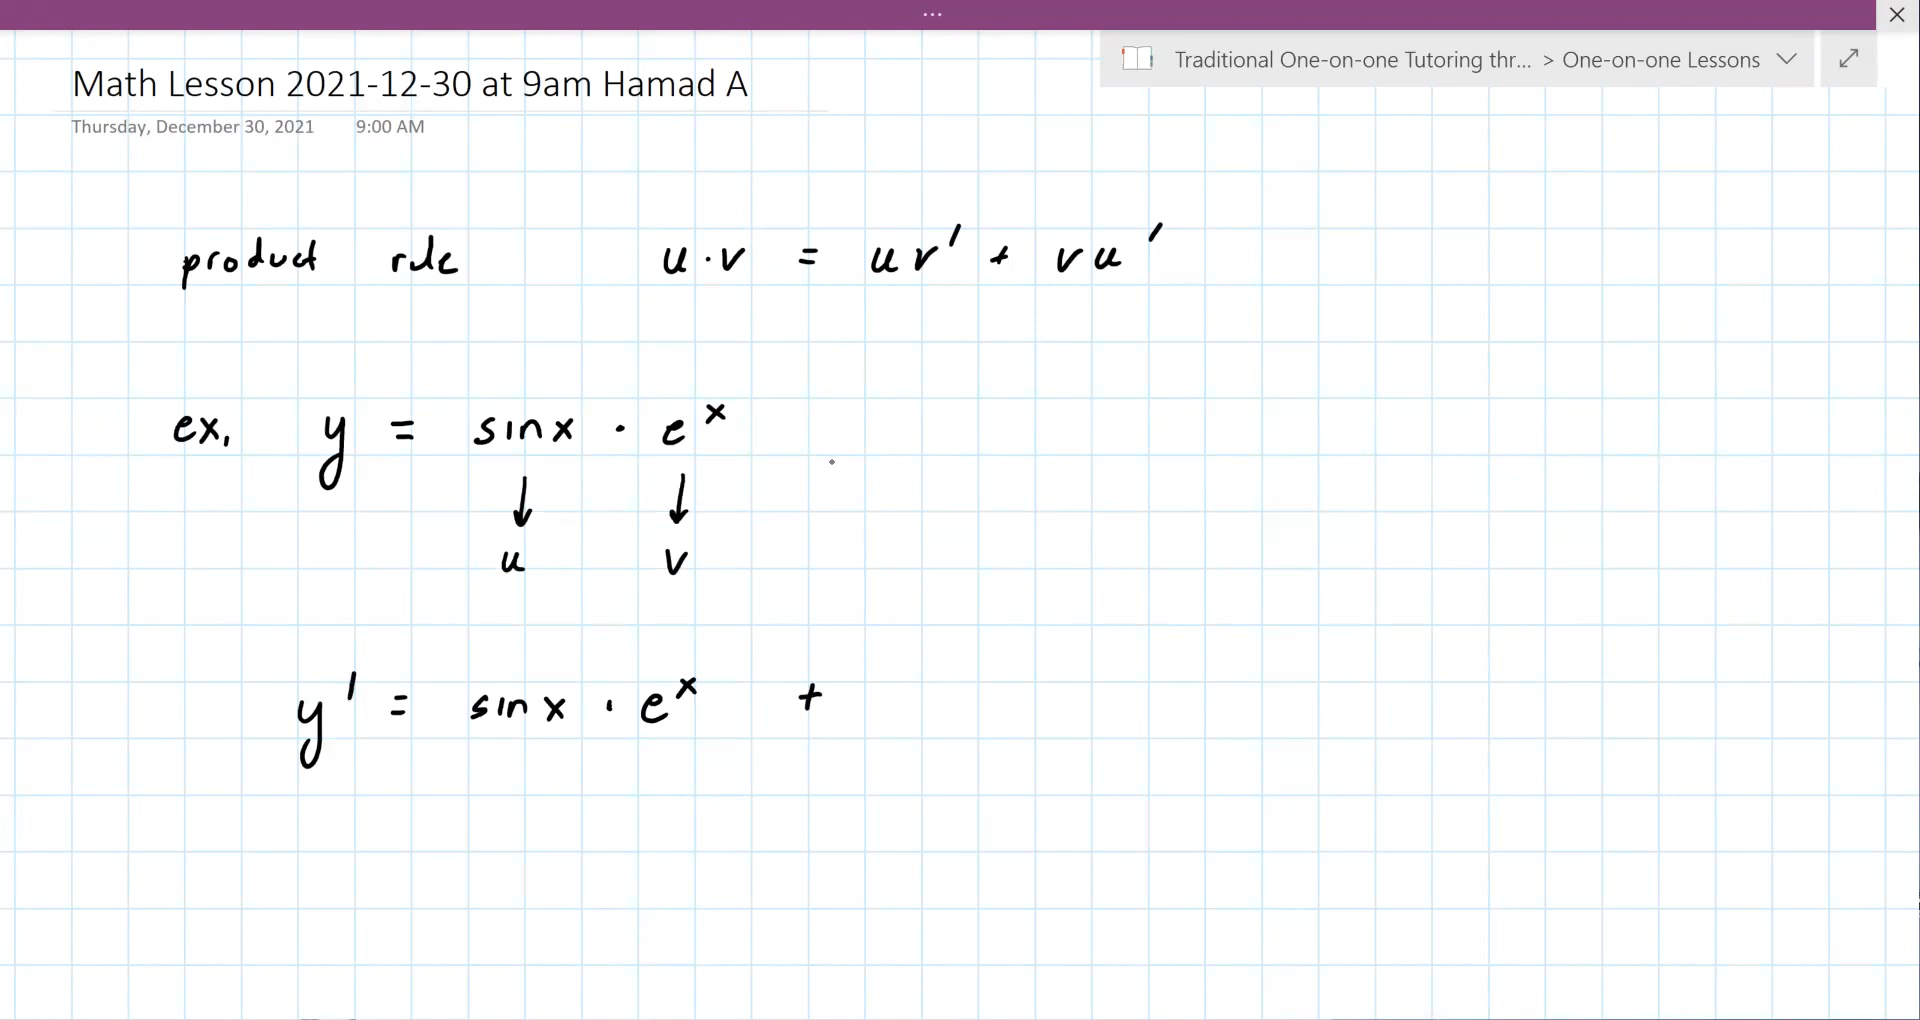 ...
Traditional One-on-one Tutoring thr... > One-on-one Lessons
Math Lesson 2021-12-30 at 9am Hamad A
Thursday, December 30, 2021 9:00 AM
product rule u · v = uv' + vu'
ex. y = sinx · e^x
↓ ↓
u v
y' = sinx · e^x +